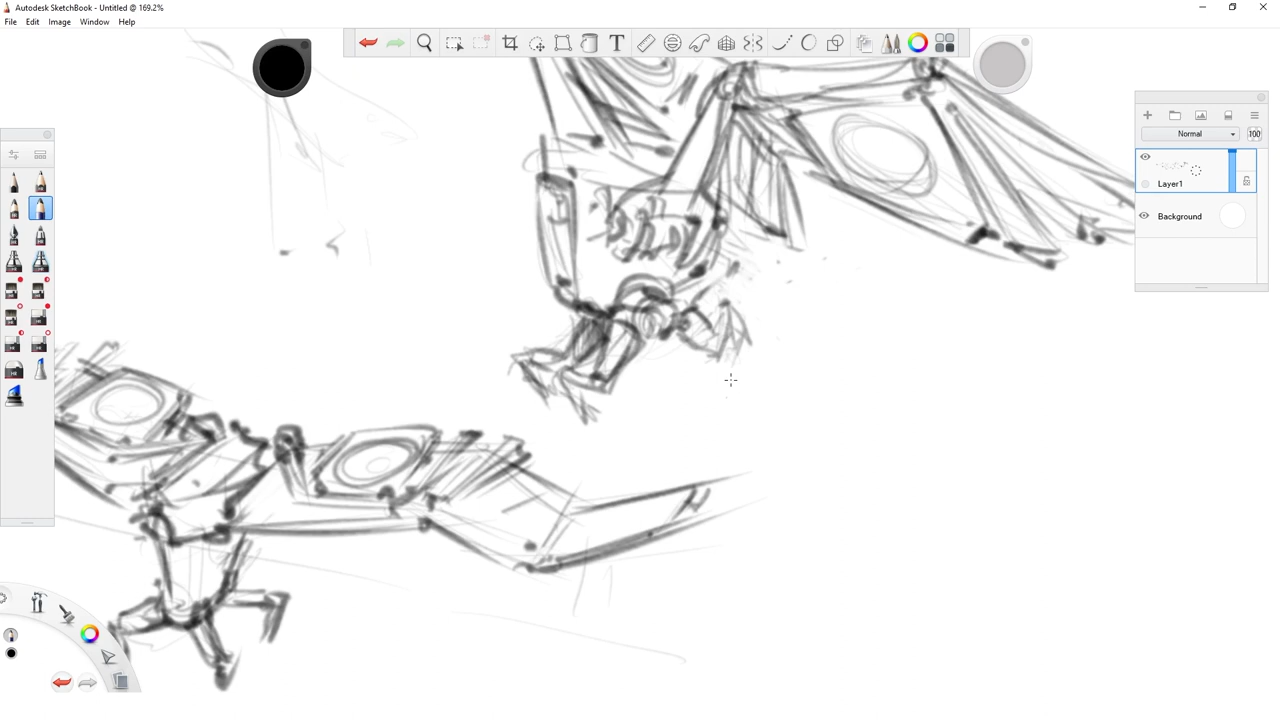 Autodesk SketchBook - Untitled @ 169.2%
File Edit Image Window Help
Normal
100
Layer1
Background